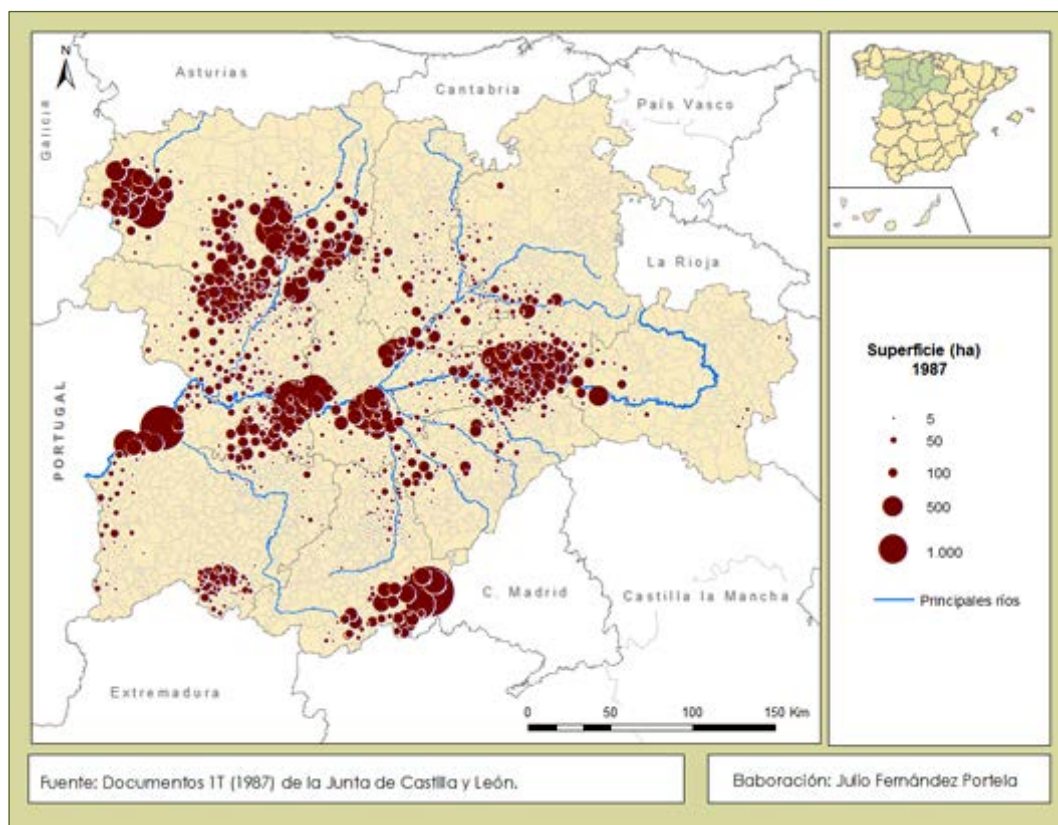 N
Asturias
Cantabria
País Vasco
Galicia
La Rioja
PORTUGAL
C. Madrid
Castilla la Mancha
Extremadura
0 50 100 150 Km
Superficie (ha)
1987
5
50
100
500
1.000
Principales ríos
Fuente: Documentos 1T (1987) de la Junta de Castilla y León.
Elaboración: Julio Fernández Portela